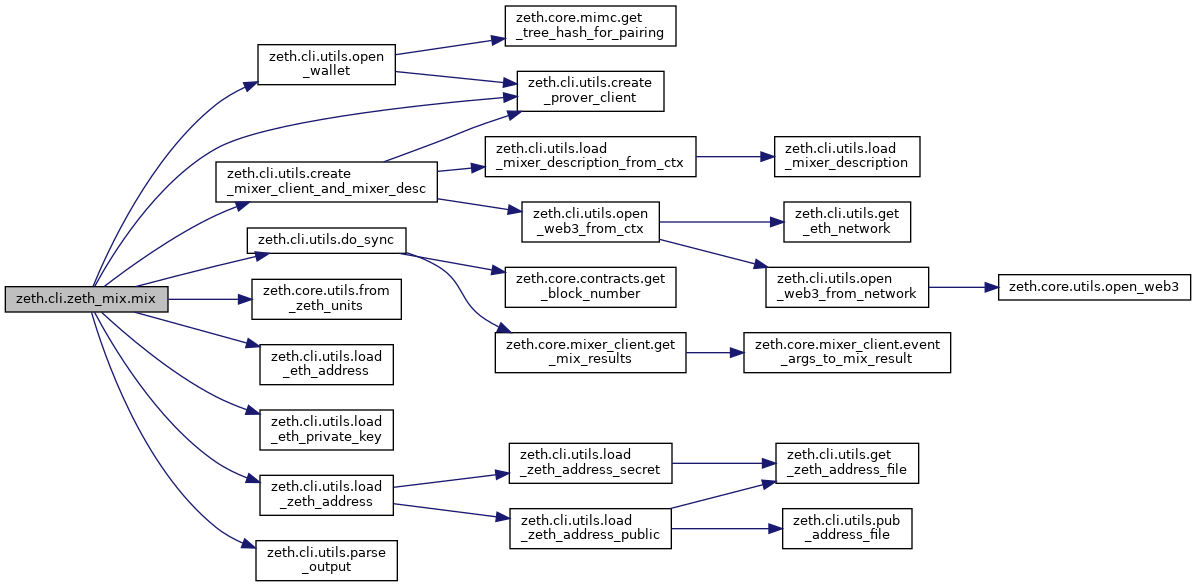 zeth.cli.zeth_mix.mix
zeth.cli.utils.open
_wallet
zeth.cli.utils.create
_mixer_client_and_mixer_desc
zeth.cli.utils.do_sync
zeth.core.utils.from
_zeth_units
zeth.cli.utils.load
_eth_address
zeth.cli.utils.load
_eth_private_key
zeth.cli.utils.load
_zeth_address
zeth.cli.utils.parse
_output
zeth.core.mimc.get
_tree_hash_for_pairing
zeth.cli.utils.create
_prover_client
zeth.cli.utils.load
_mixer_description_from_ctx
zeth.cli.utils.open
_web3_from_ctx
zeth.core.contracts.get
_block_number
zeth.core.mixer_client.get
_mix_results
zeth.cli.utils.load
_zeth_address_secret
zeth.cli.utils.load
_zeth_address_public
zeth.cli.utils.load
_mixer_description
zeth.cli.utils.get
_eth_network
zeth.cli.utils.open
_web3_from_network
zeth.core.mixer_client.event
_args_to_mix_result
zeth.cli.utils.get
_zeth_address_file
zeth.cli.utils.pub
_address_file
zeth.core.utils.open_web3